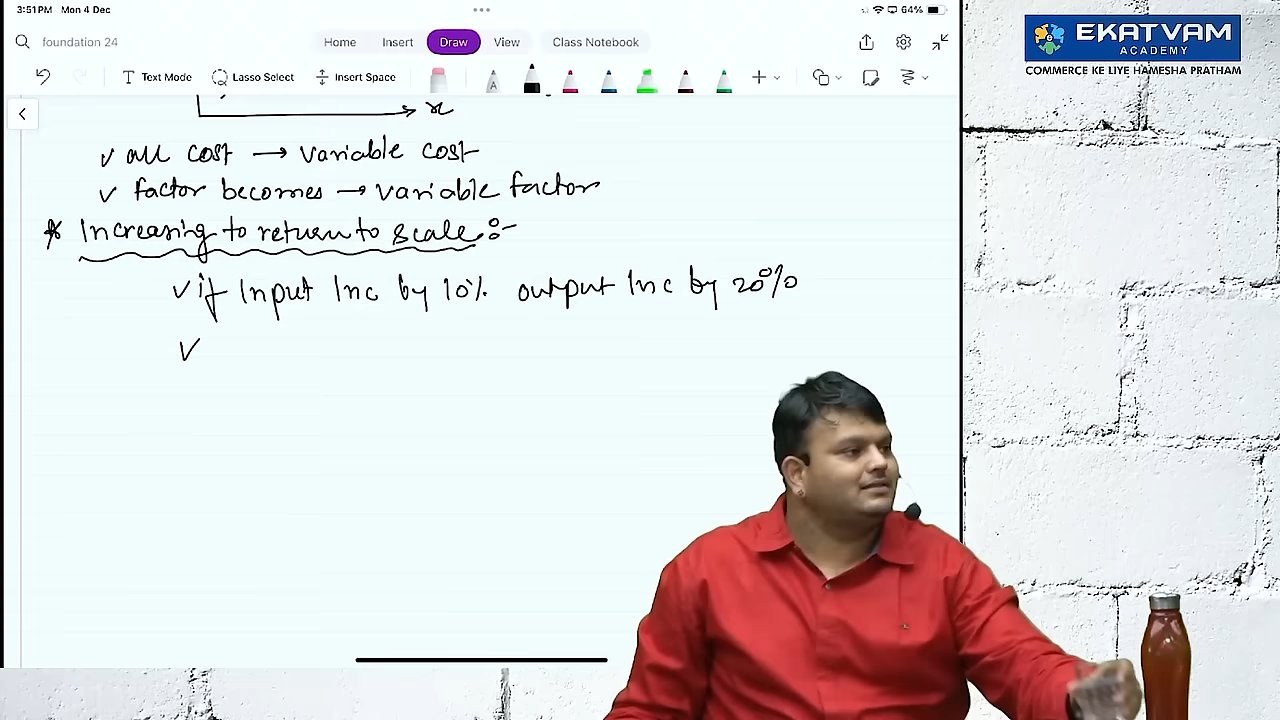 3:51PM Mon 4 Dec
64%
foundation 24
Home Insert Draw View Class Notebook
Text Mode Lasso Select Insert Space
EKATVAM
ACADEMY
COMMERCE KE LIYE HAMESHA PRATHAM
x
✓ all cost → variable cost
✓ factor becomes → variable factor
* Increasing to return to scale :-
✓ if Input Inc by 10% output Inc by 20%
✓